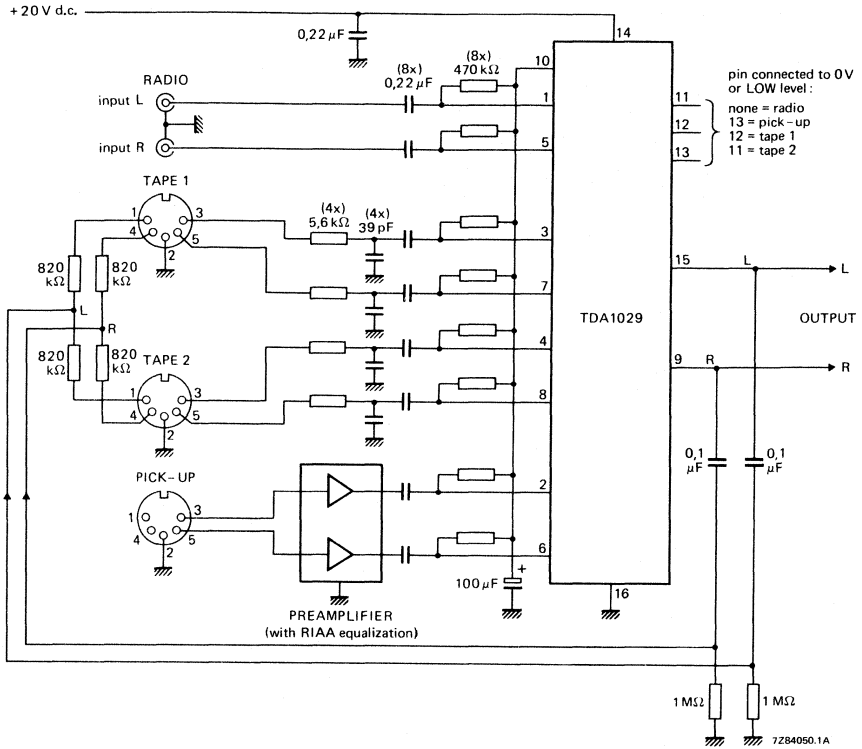 +20 V d.c.
0,22 µF
14
RADIO
input L
input R
(8x)
0,22 µF
(8x)
470 kΩ
10
1
5
pin connected to 0 V
or LOW level:
none = radio
13 = pick-up
12 = tape 1
11 = tape 2
11
12
13
TAPE 1
1
3
4
5
2
(4x)
5,6 kΩ
(4x)
39 pF
3
7
820
kΩ
820
kΩ
L
R
820
kΩ
820
kΩ
TAPE 2
1
3
4
5
2
4
8
TDA1029
15
L
L
OUTPUT
9
R
R
0,1
µF
0,1
µF
PICK-UP
1
3
4
5
2
2
6
100 µF
+
16
PREAMPLIFIER
(with RIAA equalization)
1 MΩ
1 MΩ
7Z84050.1A